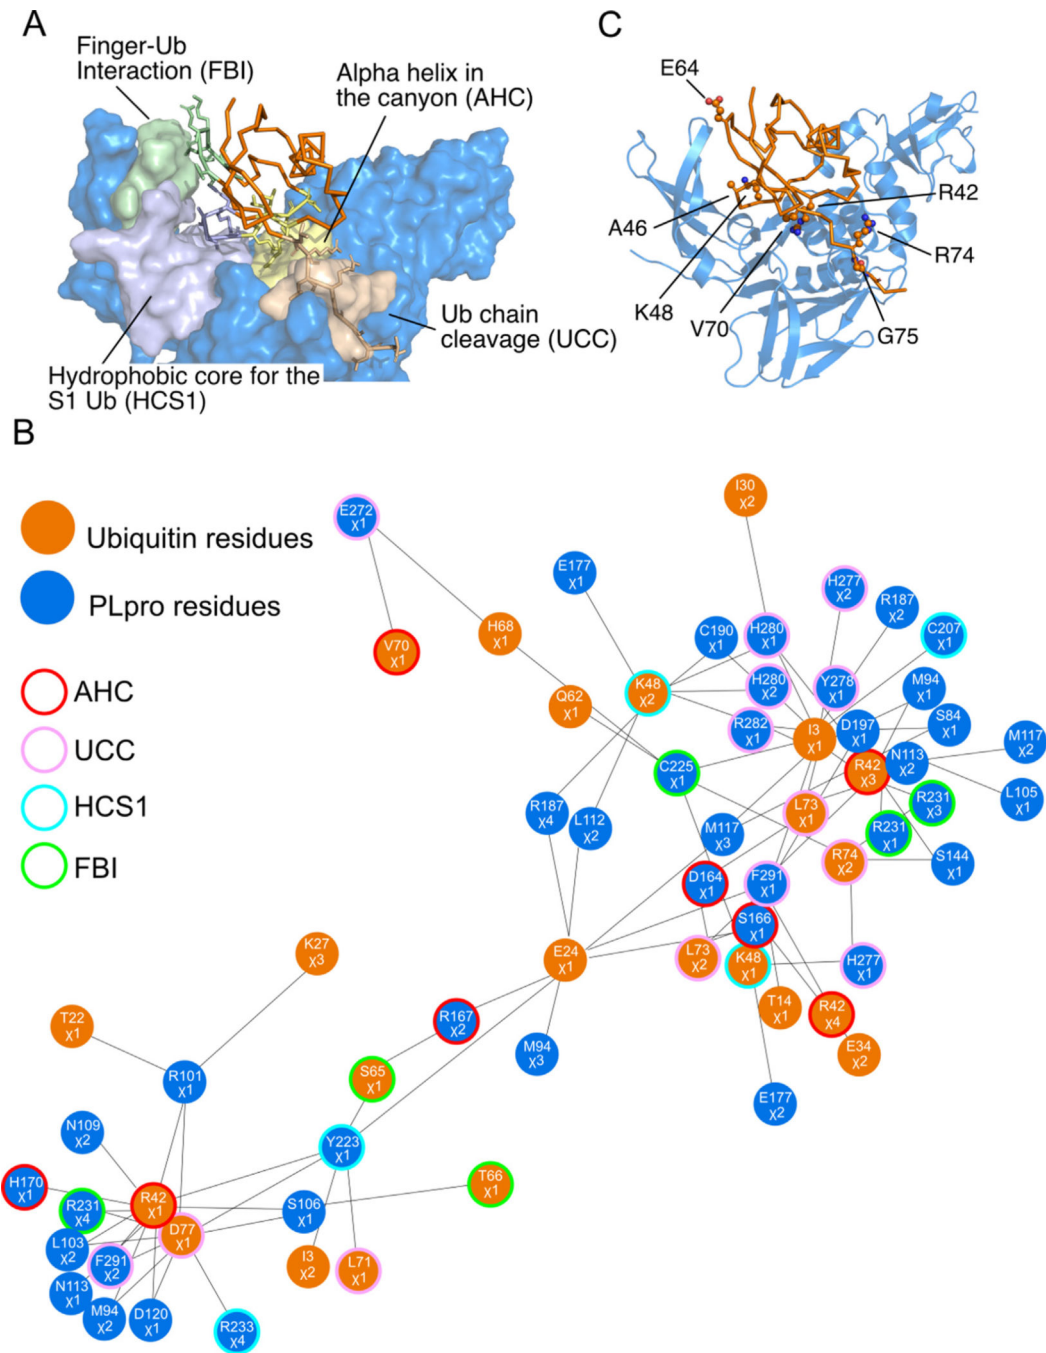 A
Finger-Ub
Interaction (FBI)
Alpha helix in
the canyon (AHC)
Ub chain
cleavage (UCC)
Hydrophobic core for the
S1 Ub (HCS1)
C
E64
A46
K48
V70
R42
R74
G75
B
Ubiquitin residues
PLpro residues
AHC
UCC
HCS1
FBI
I30
χ2
E272
χ1
E177
χ1
H277
χ2
R187
χ2
H68
χ1
C190
χ1
H280
χ1
C207
χ1
V70
χ1
K48
χ2
H280
χ2
Y278
χ1
M94
χ1
Q62
χ1
R282
χ1
I3
χ1
D197
χ1
S84
χ1
M117
χ2
C225
χ1
R42
χ3
N113
χ2
L105
χ1
R187
χ4
L112
χ2
M117
χ3
L73
χ1
R231
χ3
R231
χ1
D164
χ1
F291
χ1
R74
χ2
S144
χ1
S166
χ1
K27
χ3
E24
χ1
L73
χ2
K48
χ1
H277
χ1
T14
χ1
R42
χ4
T22
χ1
R167
χ2
M94
χ3
E34
χ2
R101
χ1
S65
χ1
E177
χ2
N109
χ2
Y223
χ1
H170
χ1
R231
χ4
R42
χ1
T66
χ1
S106
χ1
D77
χ1
L103
χ2
F291
χ2
I3
χ2
L71
χ1
N113
χ1
M94
χ2
D120
χ1
R233
χ4